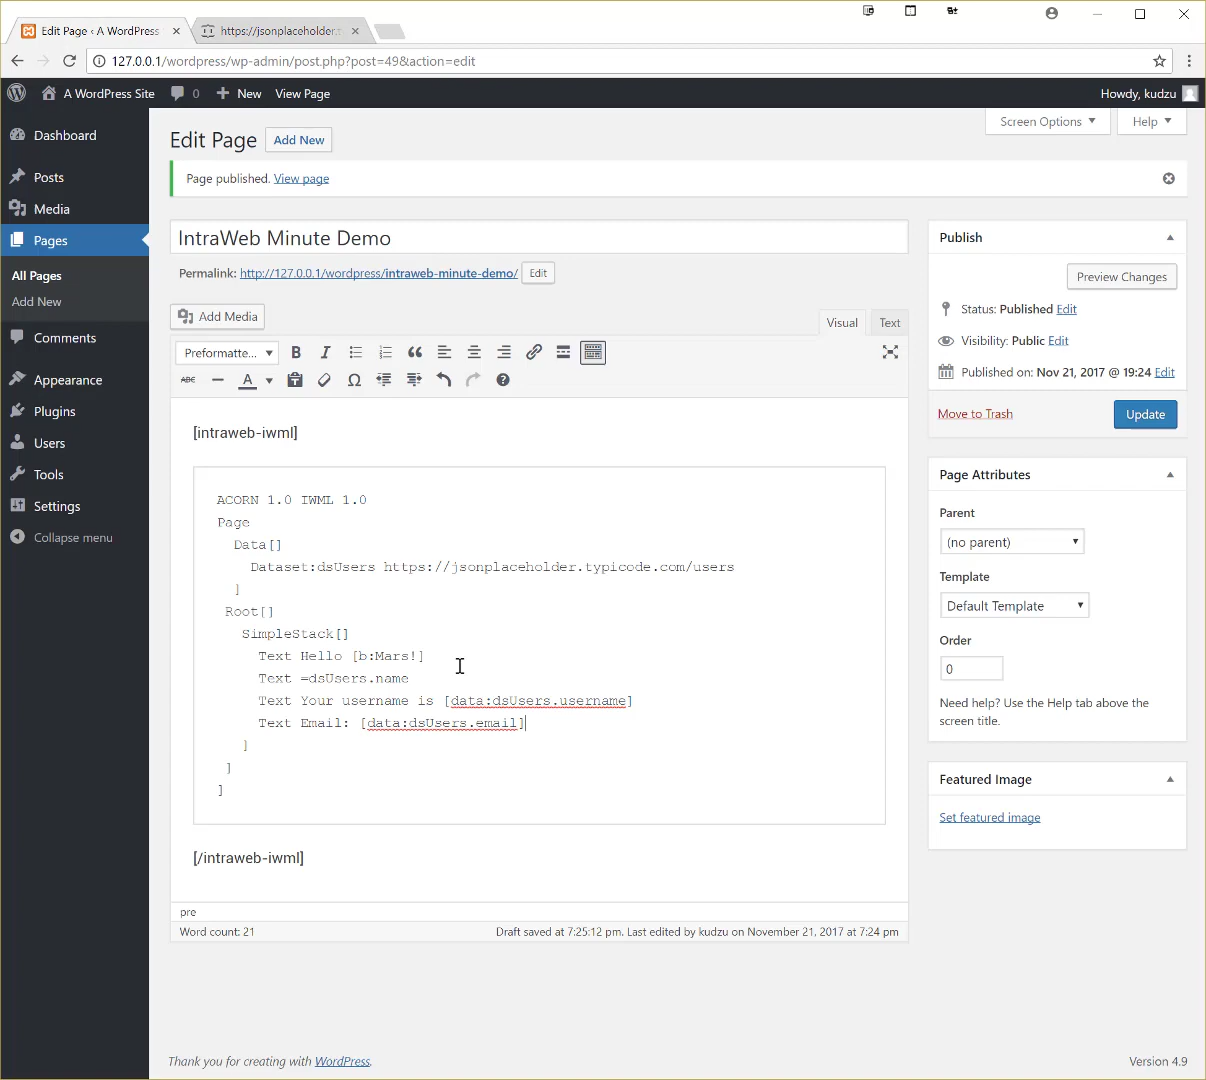 Edit Page ‹ A WordPress
https://jsonplaceholder.t
127.0.0.1/wordpress/wp-admin/post.php?post=49&action=edit
A WordPress Site 0 New View Page Howdy, kudzu
Dashboard
Posts
Media
Pages
All Pages
Add New
Comments
Appearance
Plugins
Users
Tools
Settings
Collapse menu
Screen Options Help
Edit Page Add New
Page published. View page
IntraWeb Minute Demo
Permalink: http://127.0.0.1/wordpress/intraweb-minute-demo/ Edit
Add Media
Visual Text
Preformatte... B I
ABC A
[intraweb-iwml]
ACORN 1.0 IWML 1.0
Page
Data[]
Dataset:dsUsers https://jsonplaceholder.typicode.com/users
]
Root[]
SimpleStack[]
Text Hello [b:Mars!]
Text =dsUsers.name
Text Your username is [data:dsUsers.username]
Text Email: [data:dsUsers.email]
]
]
]
[/intraweb-iwml]
pre
Word count: 21 Draft saved at 7:25:12 pm. Last edited by kudzu on November 21, 2017 at 7:24 pm
Publish
Preview Changes
Status: Published Edit
Visibility: Public Edit
Published on: Nov 21, 2017 @ 19:24 Edit
Move to Trash Update
Page Attributes
Parent
(no parent)
Template
Default Template
Order
0
Need help? Use the Help tab above the
screen title.
Featured Image
Set featured image
Thank you for creating with WordPress. Version 4.9